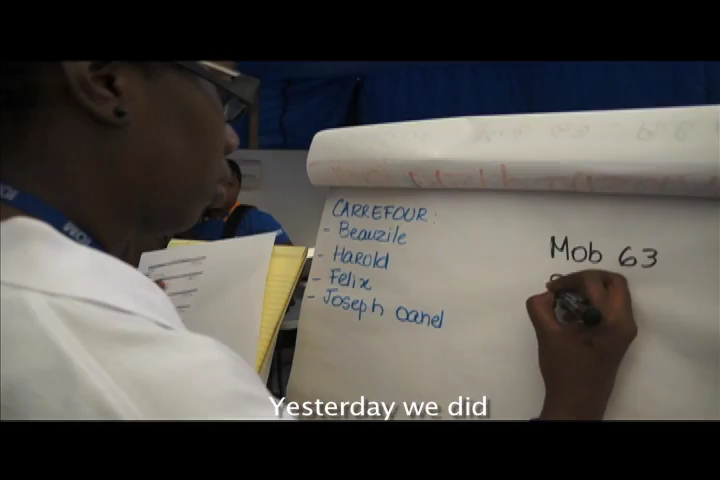 CARREFOUR:
- Beauzile
- Harold
- Felix
- Joseph Oanel
Mob 63
Yesterday we did